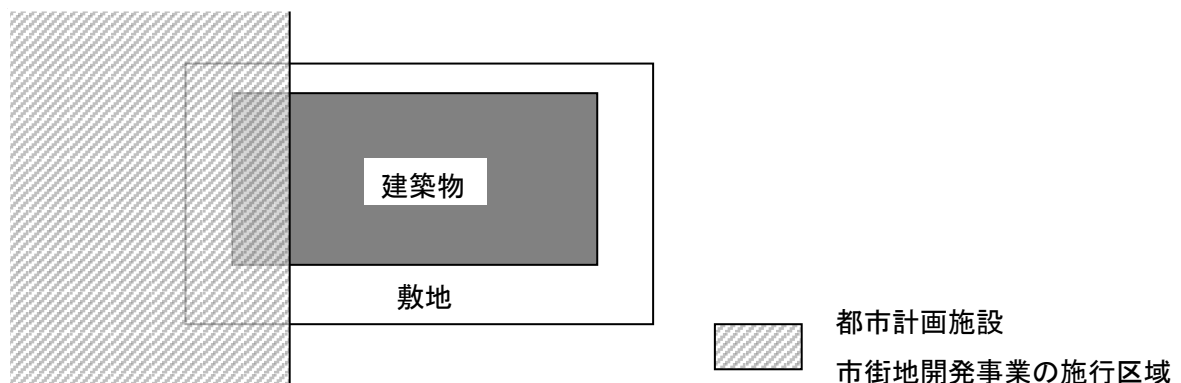 建築物
敷地
都市計画施設
市街地開発事業の施行区域